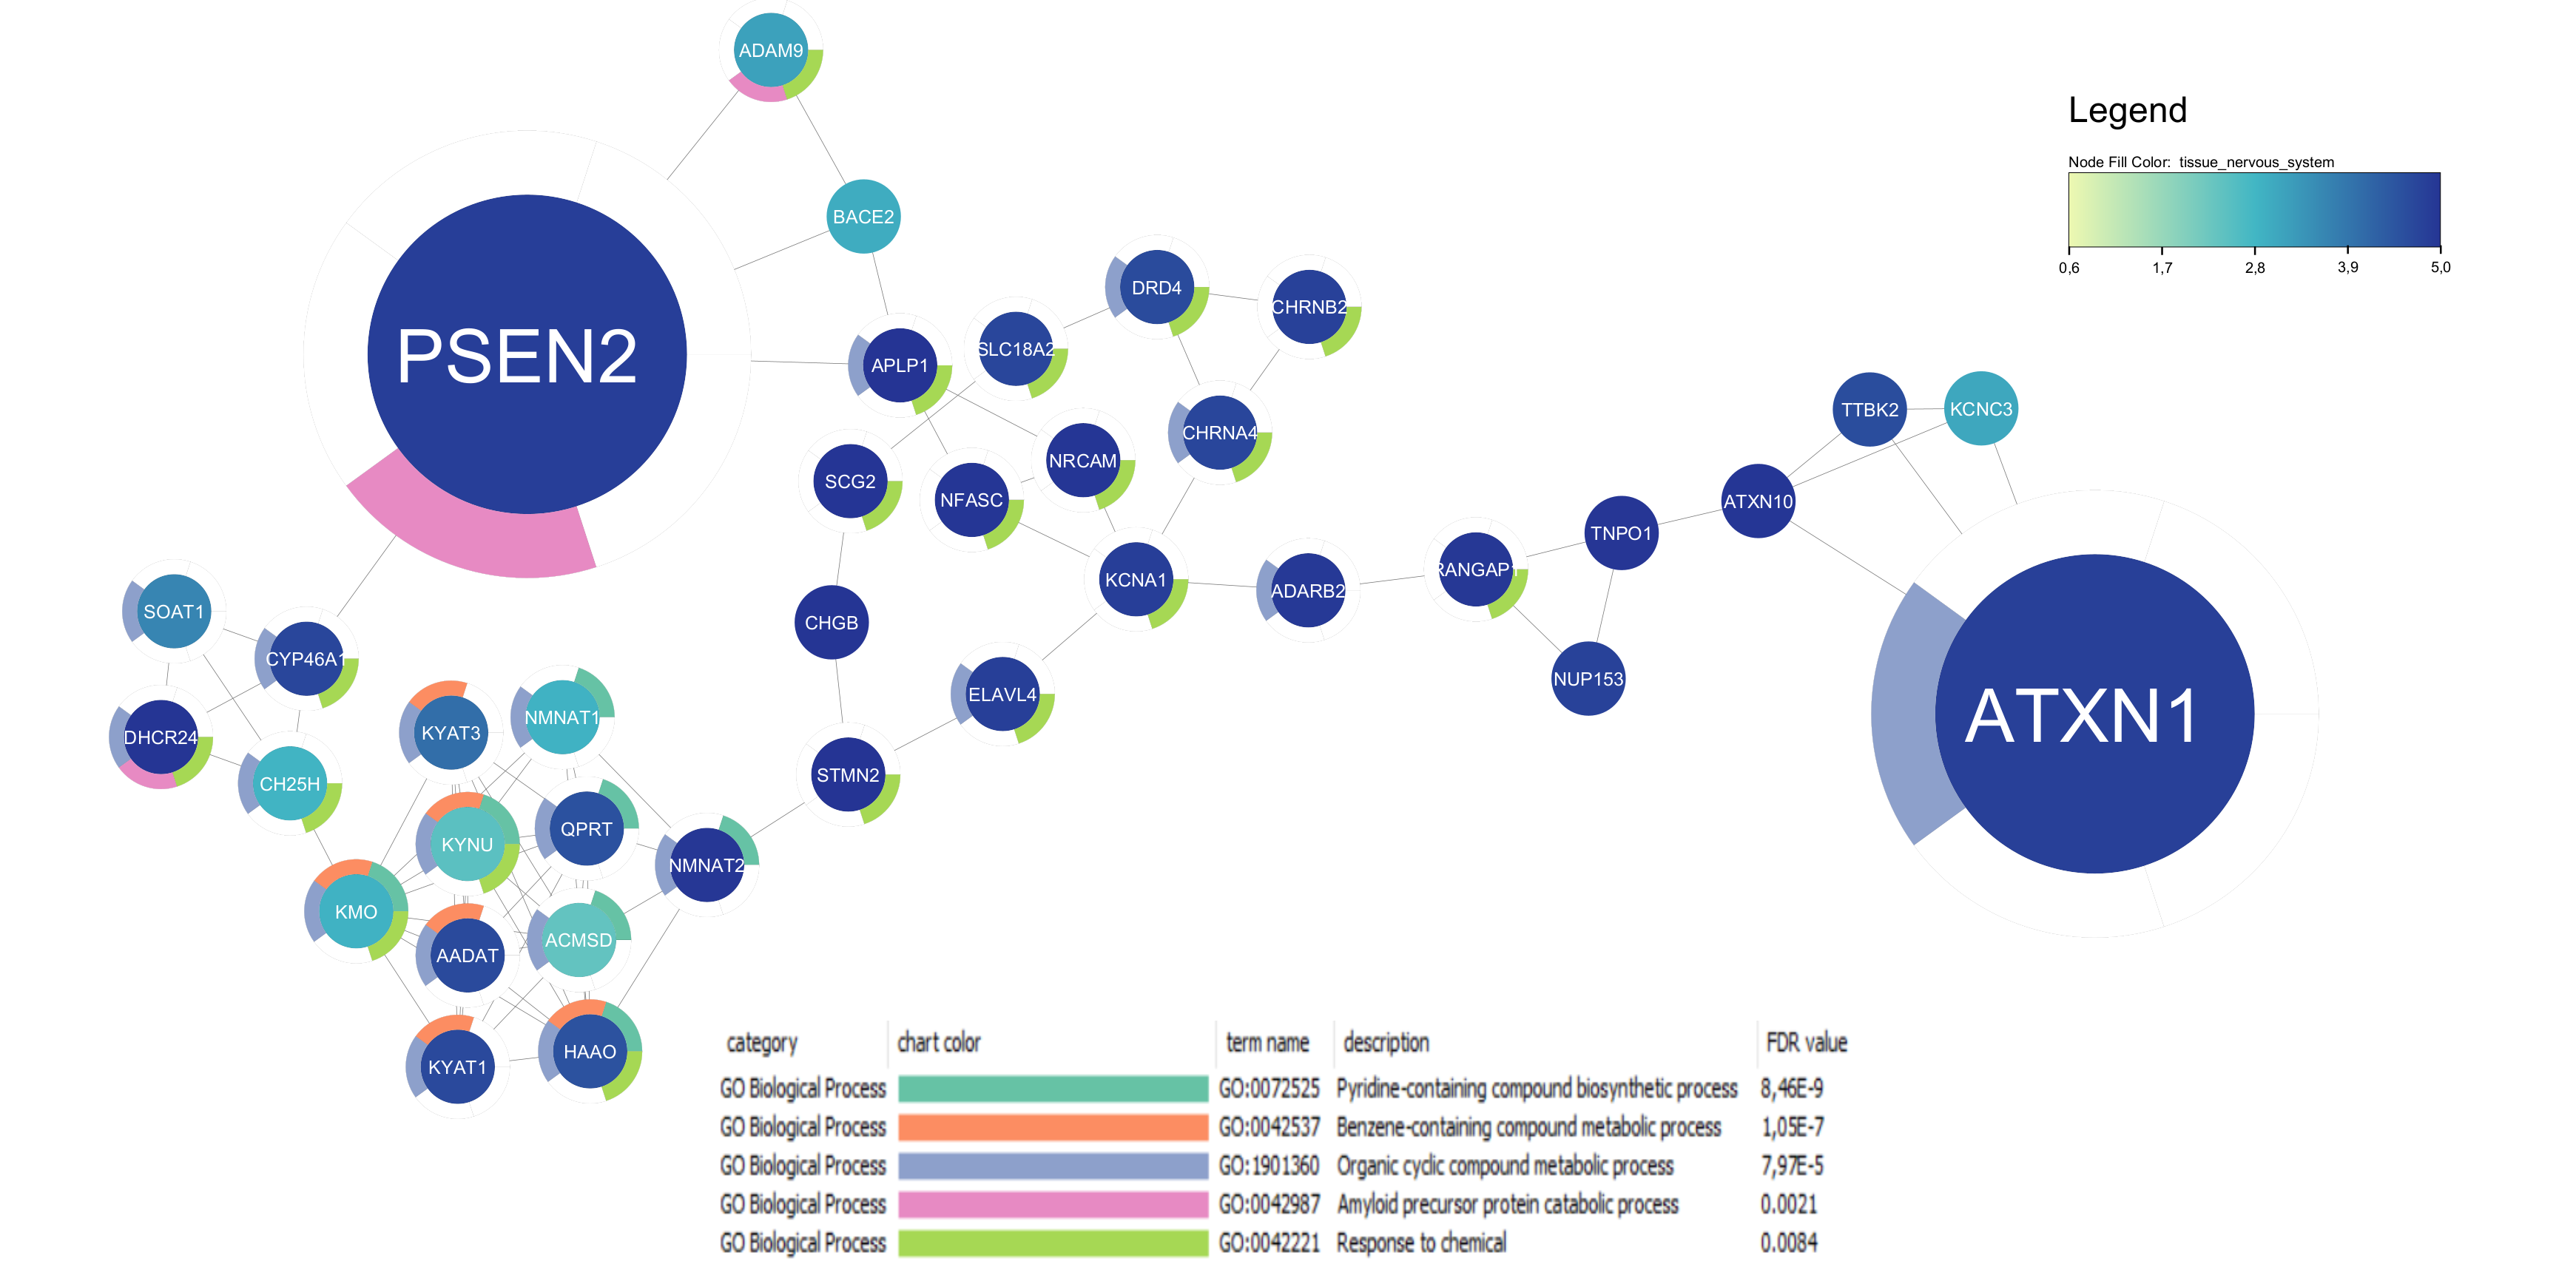 ADAM9
Legend
Node Fill Color: tissue_nervous_system
0,6 1,7 2,8 3,9 5,0
BACE2
PSEN2
DRD4
CHRNB2
SLC18A2
APLP1
TTBK2
KCNC3
CHRNA4
NRCAM
SCG2
NFASC
ATXN10
TNPO1
RANGAP1
KCNA1
ADARB2
SOAT1
CHGB
CYP46A1
NUP153
ELAVL4
ATXN1
NMNAT1
KYAT3
DHCR24
STMN2
CH25H
QPRT
KYNU
NMNAT2
KMO
ACMSD
AADAT
HAAO
KYAT1
category chart color term name description FDR value
GO Biological Process GO:0072525 Pyridine-containing compound biosynthetic process 8,46E-9
GO Biological Process GO:0042537 Benzene-containing compound metabolic process 1,05E-7
GO Biological Process GO:1901360 Organic cyclic compound metabolic process 7,97E-5
GO Biological Process GO:0042987 Amyloid precursor protein catabolic process 0.0021
GO Biological Process GO:0042221 Response to chemical 0.0084